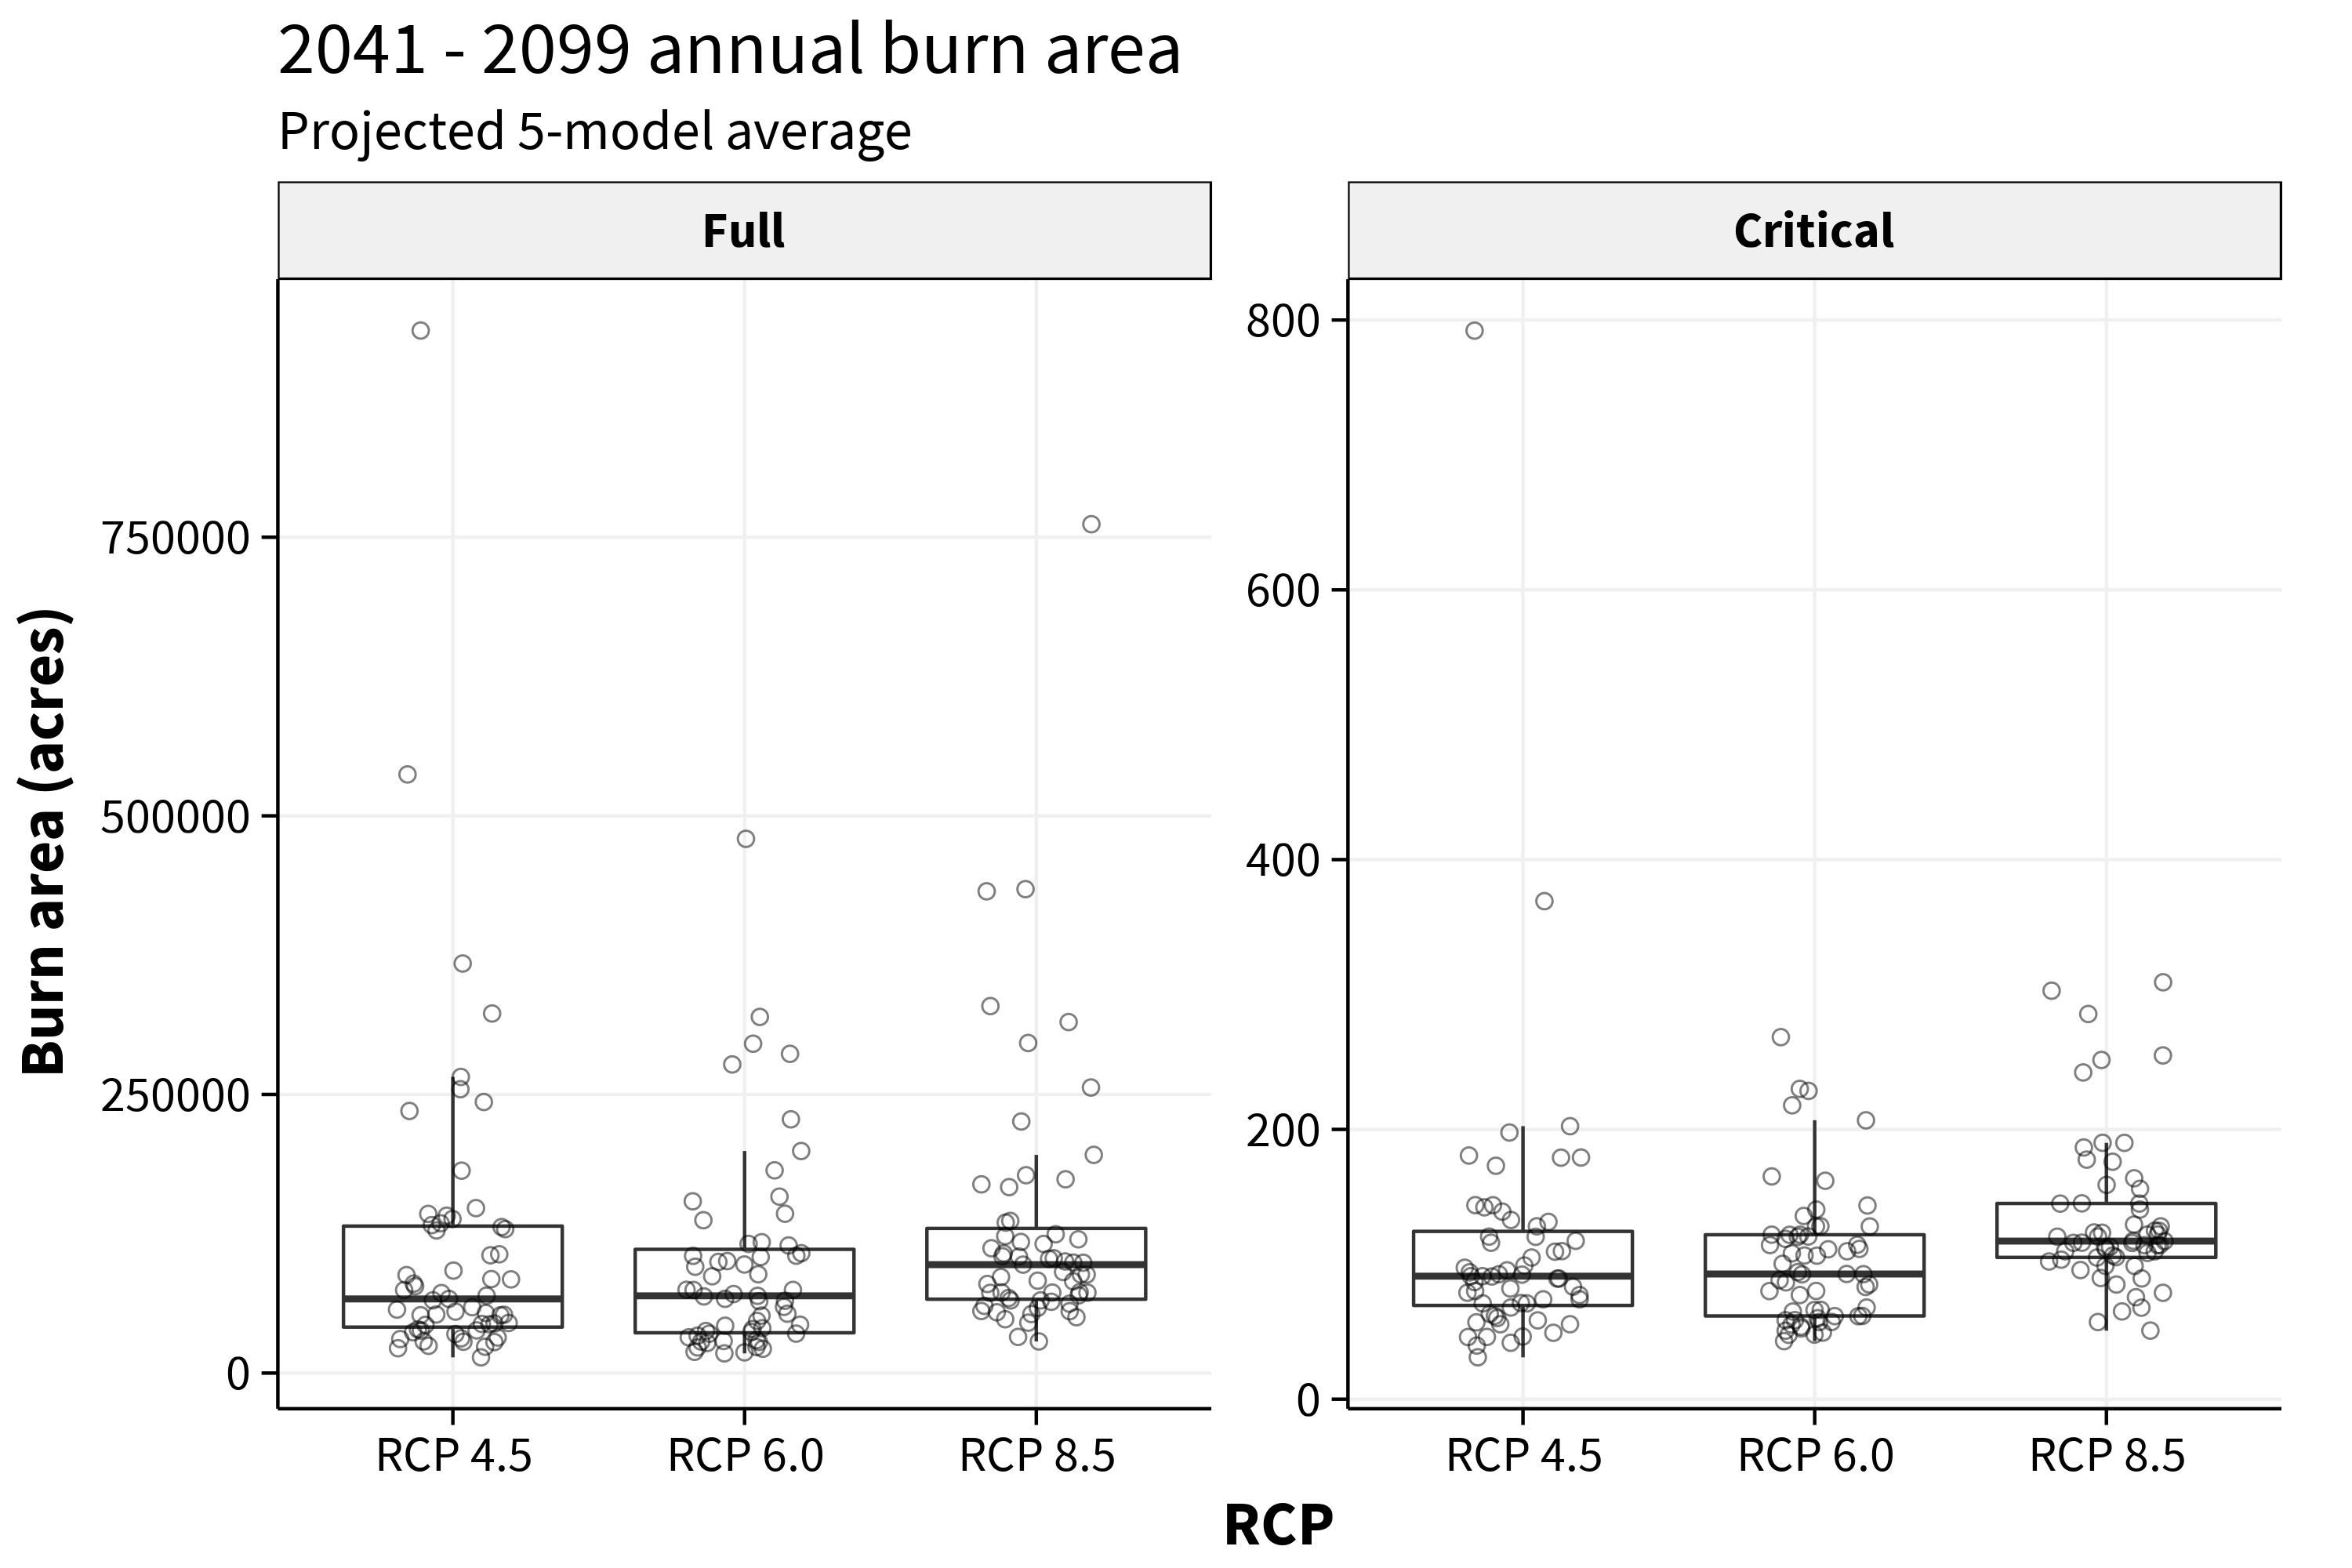 2041 - 2099 annual burn area
Projected 5-model average
Full
Critical
Burn area (acres)
750000
500000
250000
0
800
600
400
200
0
RCP 4.5
RCP 6.0
RCP 8.5
RCP 4.5
RCP 6.0
RCP 8.5
RCP